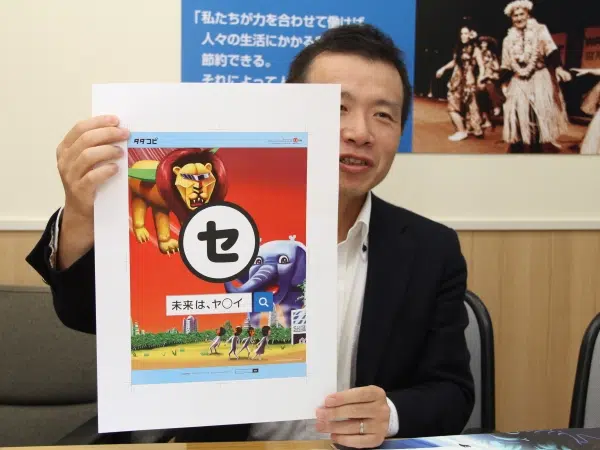 「私たちが力を合わせて働けば
人々の生活にかかる
節約できる。
それによって
タダコピ
セ
未来は、ヤ〇イ